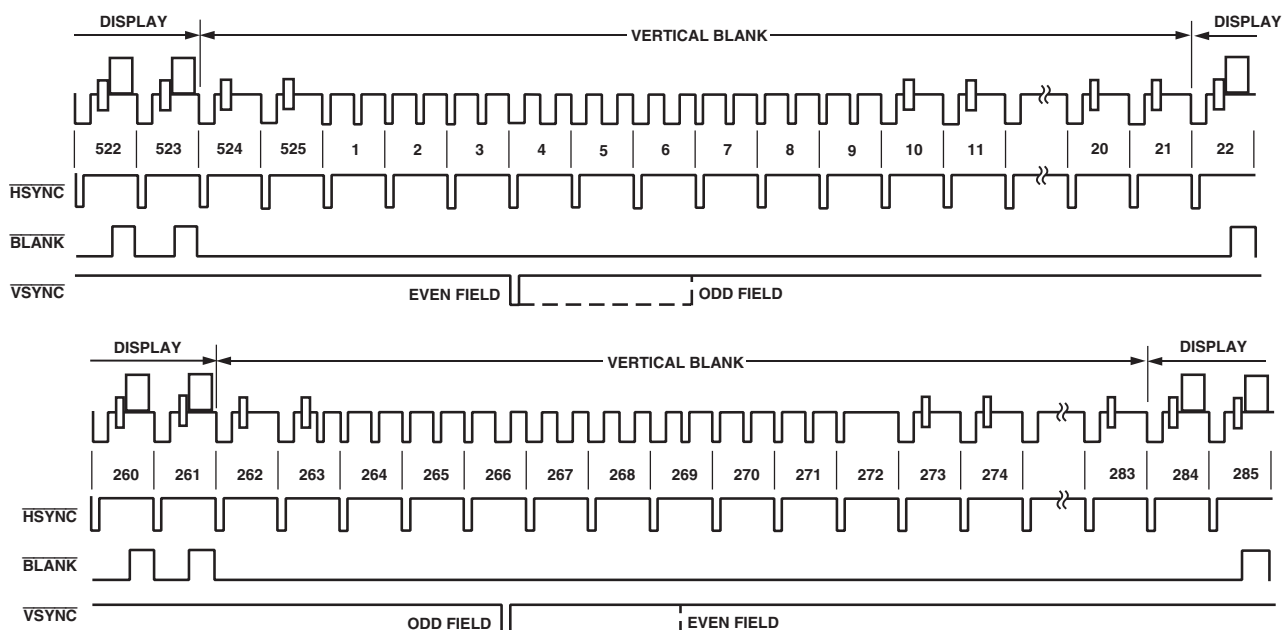 DISPLAY VERTICAL BLANK DISPLAY
522 523 524 525 1 2 3 4 5 6 7 8 9 10 11 20 21 22
HSYNC
BLANK
VSYNC EVEN FIELD ODD FIELD
DISPLAY VERTICAL BLANK DISPLAY
260 261 262 263 264 265 266 267 268 269 270 271 272 273 274 283 284 285
HSYNC
BLANK
VSYNC ODD FIELD EVEN FIELD